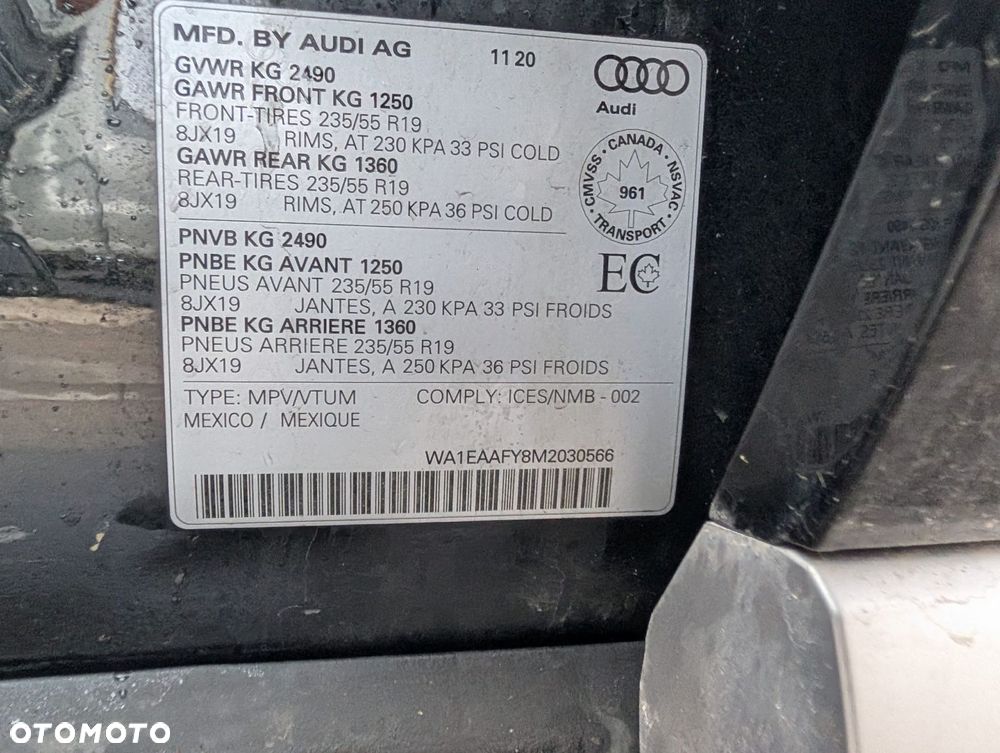 MFD. BY AUDI AG 11 20
GVWR KG 2490
GAWR FRONT KG 1250
FRONT-TIRES 235/55 R19
8JX19 RIMS, AT 230 KPA 33 PSI COLD
GAWR REAR KG 1360
REAR-TIRES 235/55 R19
8JX19 RIMS, AT 250 KPA 36 PSI COLD
Audi
CMVSS · CANADA · NSVAC · TRANSPORT ·
961
EC
PNVB KG 2490
PNBE KG AVANT 1250
PNEUS AVANT 235/55 R19
8JX19 JANTES, A 230 KPA 33 PSI FROIDS
PNBE KG ARRIERE 1360
PNEUS ARRIERE 235/55 R19
8JX19 JANTES, A 250 KPA 36 PSI FROIDS
TYPE: MPV/VTUM COMPLY: ICES/NMB - 002
MEXICO / MEXIQUE
WA1EAAFY8M2030566
OTOMOTO